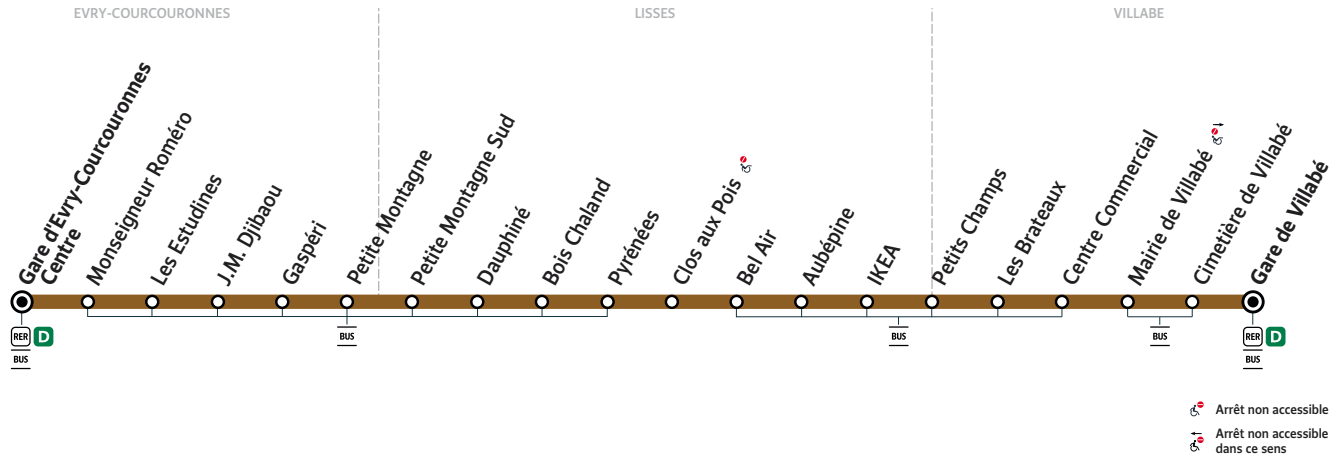 EVRY-COURCOURONNES
LISSES
VILLABE
Gare d'Evry-Courcouronnes
Centre
Monseigneur Roméro
Les Estudines
J.M. Djibaou
Gaspéri
Petite Montagne
Petite Montagne Sud
Dauphiné
Bois Chaland
Pyrénées
Clos aux Pois
Bel Air
Aubépine
IKEA
Petits Champs
Les Brateaux
Centre Commercial
Mairie de Villabé
Cimetière de Villabé
Gare de Villabé
RER D
BUS
BUS
BUS
BUS
RER D
BUS
Arrêt non accessible
Arrêt non accessible
dans ce sens